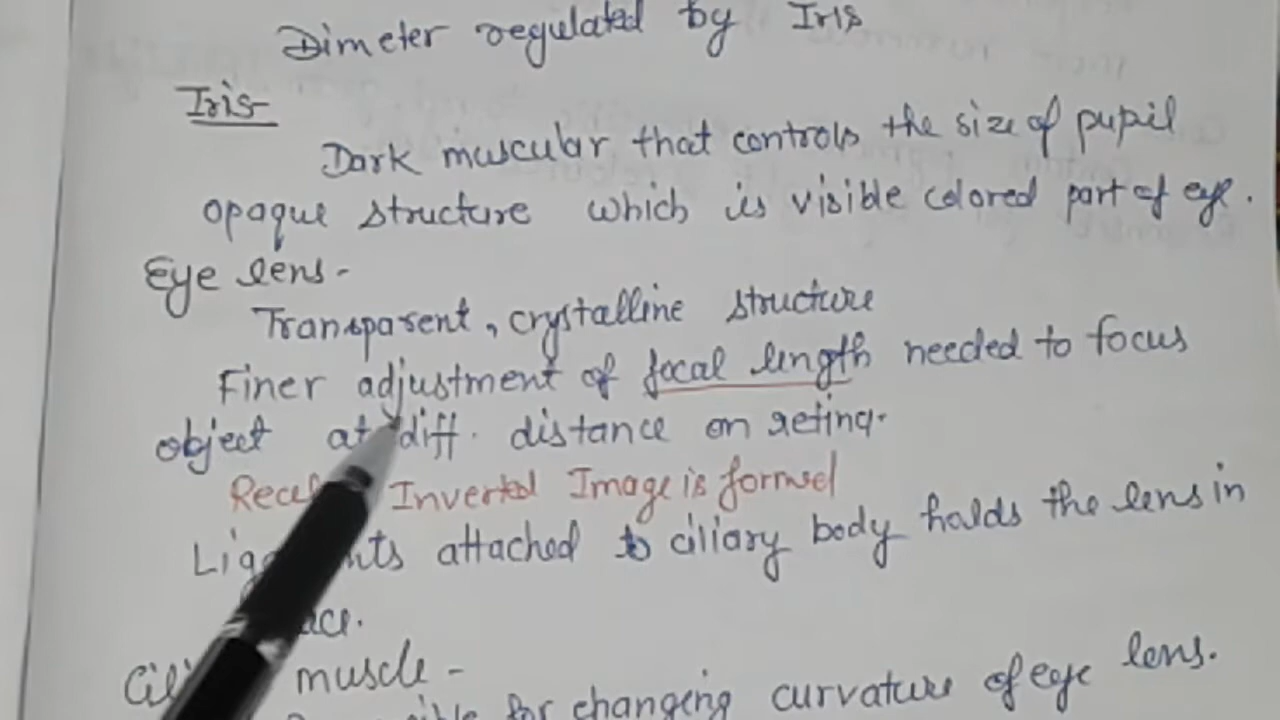 Dimeter regulated by Iris
Iris-
Dark muscular that controls the size of pupil
opaque structure which is visible colored part of eye.
Eye lens-
Transparent, crystalline structure
Finer adjustment of focal length needed to focus
object at diff. distance on retina.
Inverted Image is formed
attached to ciliary body holds the lens in
muscle -
for changing curvature of eye lens.